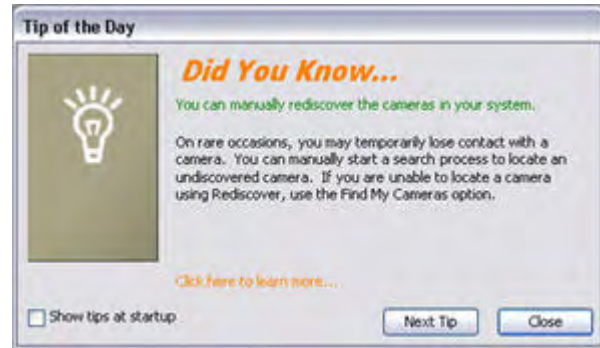 Tip of the Day
Did You Know...
You can manually rediscover the cameras in your system.
On rare occasions, you may temporarily lose contact with a
camera. You can manually start a search process to locate an
undiscovered camera. If you are unable to locate a camera
using Rediscover, use the Find My Cameras option.
Click here to learn more...
Show tips at startup
Next Tip
Close